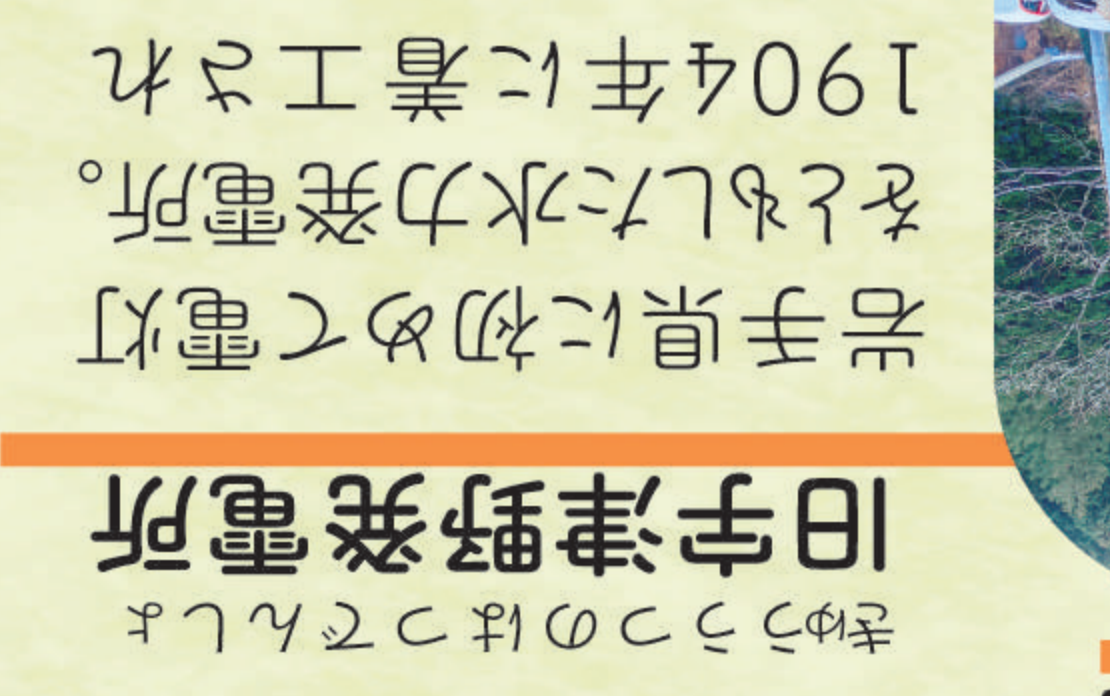 きゅううつのはつでんしょ
旧宇津野発電所
岩手県に初めて電灯
をともした水力発電所。
1904年に着工され